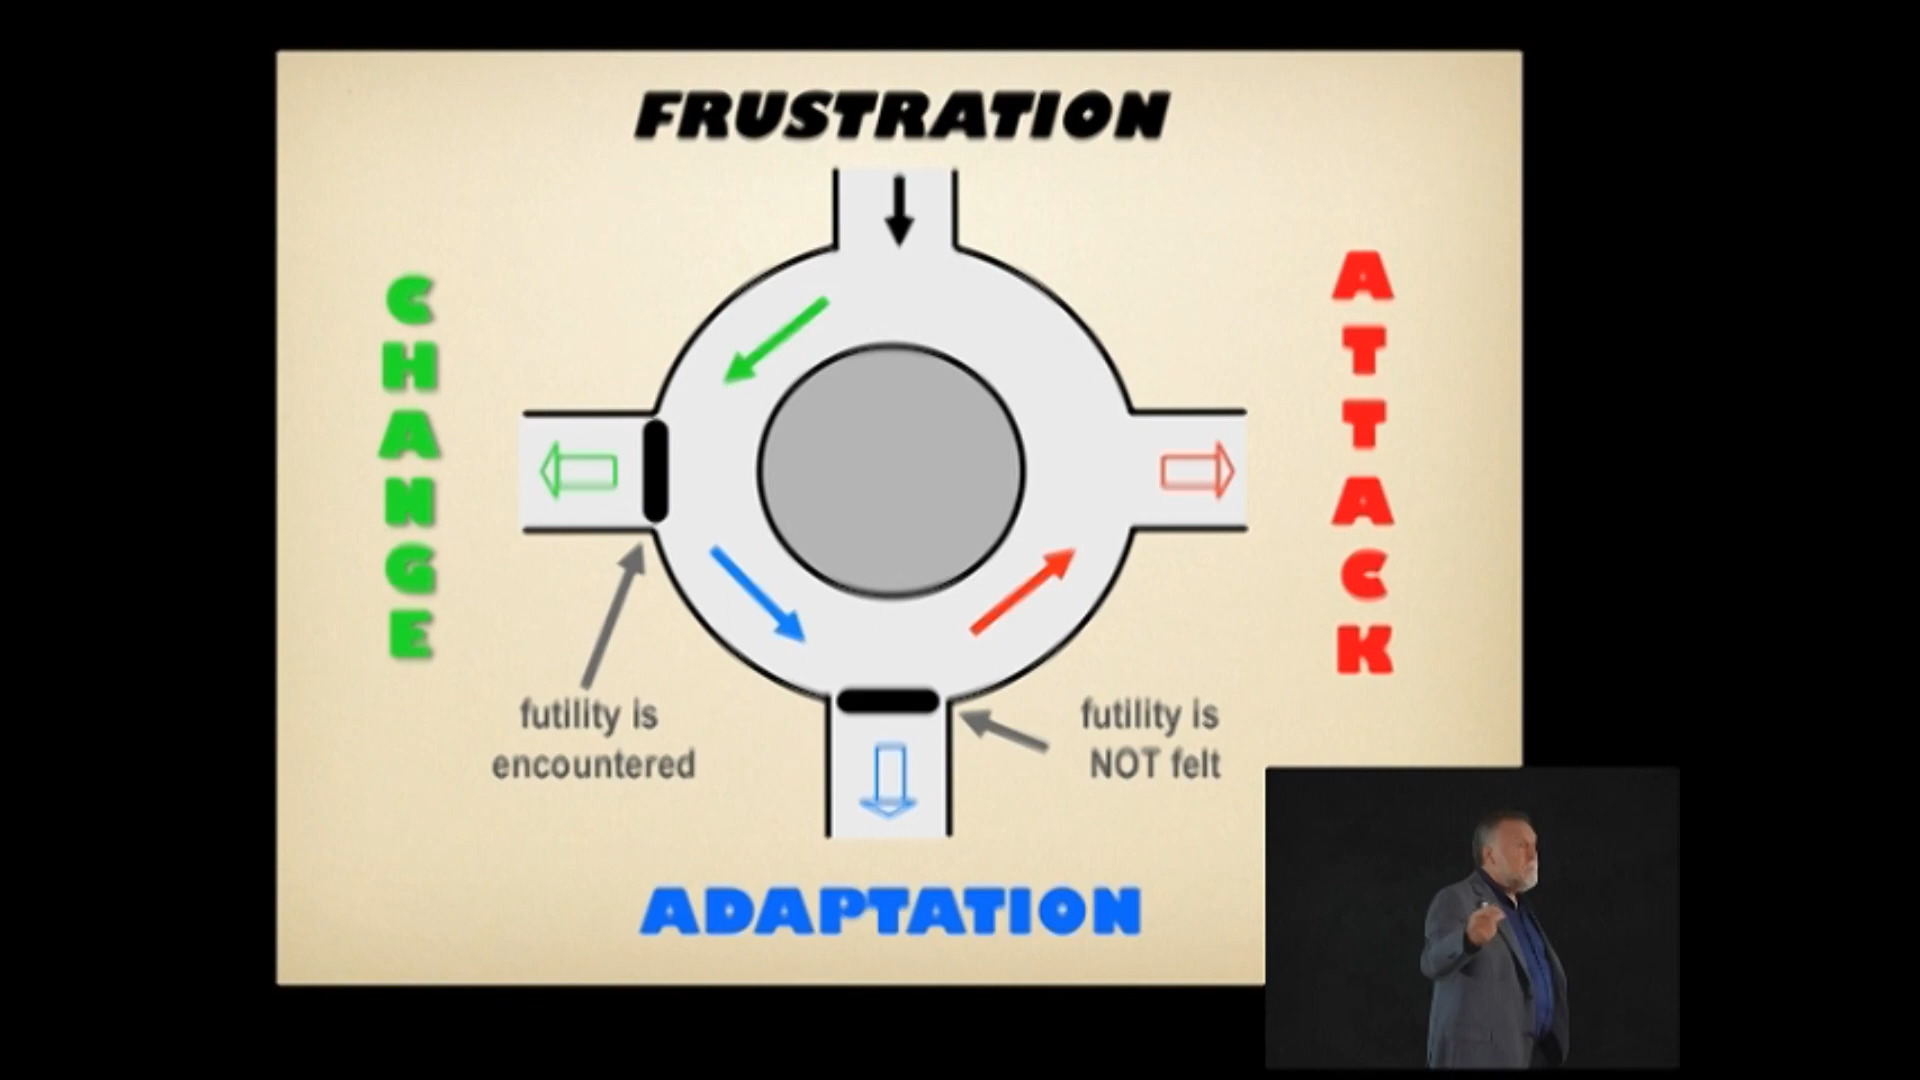 FRUSTRATION
CHANGE
ATTACK
futility is
encountered
futility is
NOT felt
ADAPTATION